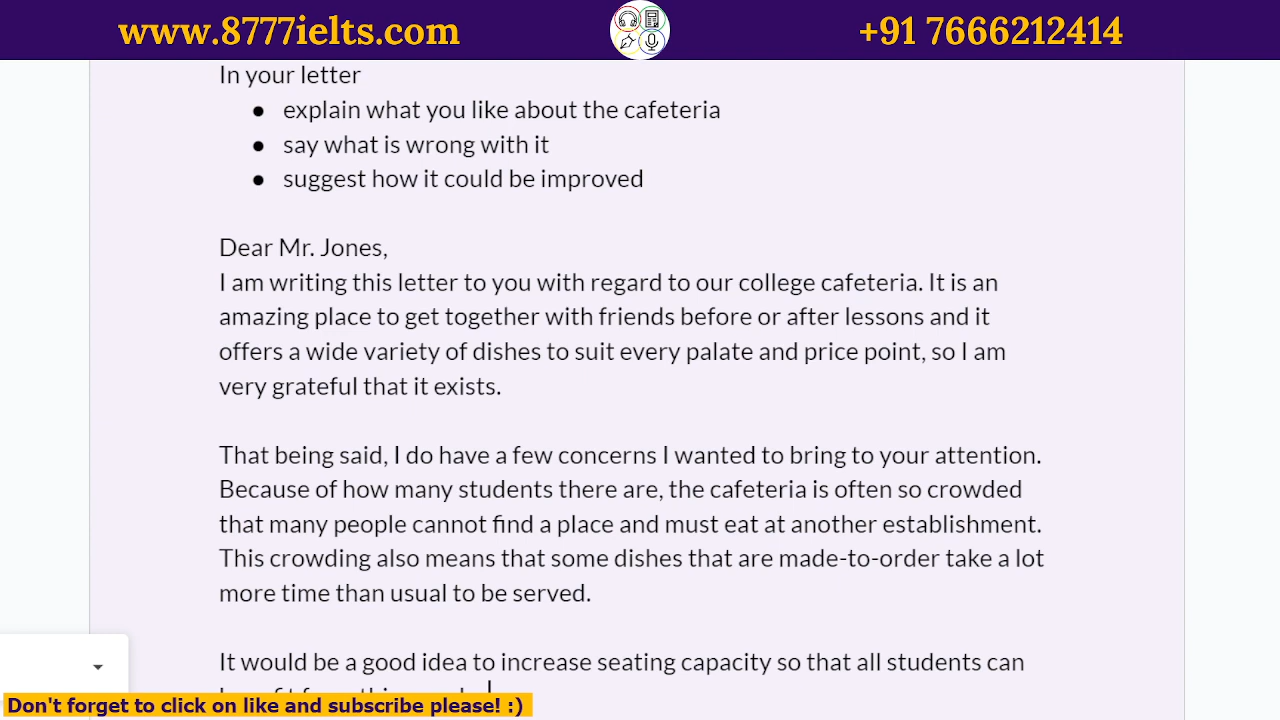 www.8777ielts.com
+91 7666212414
In your letter
● explain what you like about the cafeteria
● say what is wrong with it
● suggest how it could be improved
Dear Mr. Jones,
I am writing this letter to you with regard to our college cafeteria. It is an
amazing place to get together with friends before or after lessons and it
offers a wide variety of dishes to suit every palate and price point, so I am
very grateful that it exists.
That being said, I do have a few concerns I wanted to bring to your attention.
Because of how many students there are, the cafeteria is often so crowded
that many people cannot find a place and must eat at another establishment.
This crowding also means that some dishes that are made-to-order take a lot
more time than usual to be served.
It would be a good idea to increase seating capacity so that all students can
Don't forget to click on like and subscribe please! :)